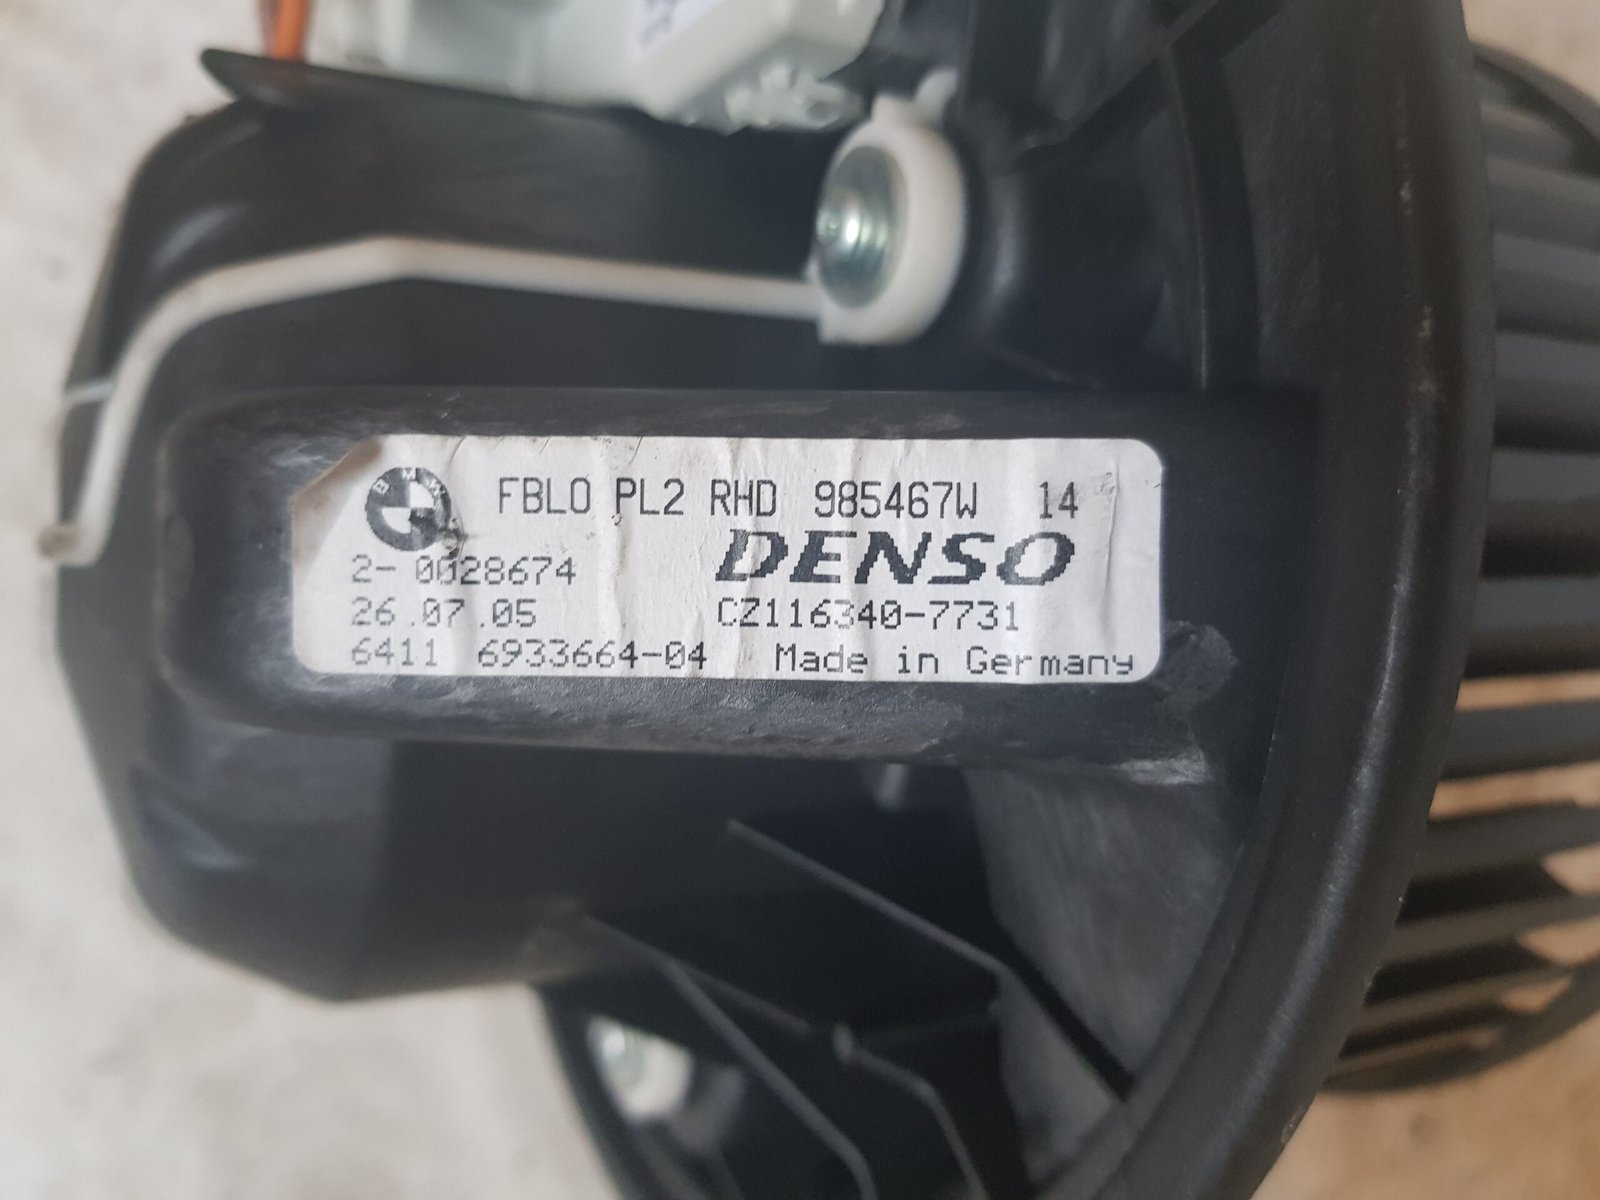 BMW
FBLO PL2 RHD 985467W 14
DENSO
2- 0028674
26.07.05 CZ116340-7731
6411 6933664-04 Made in Germany